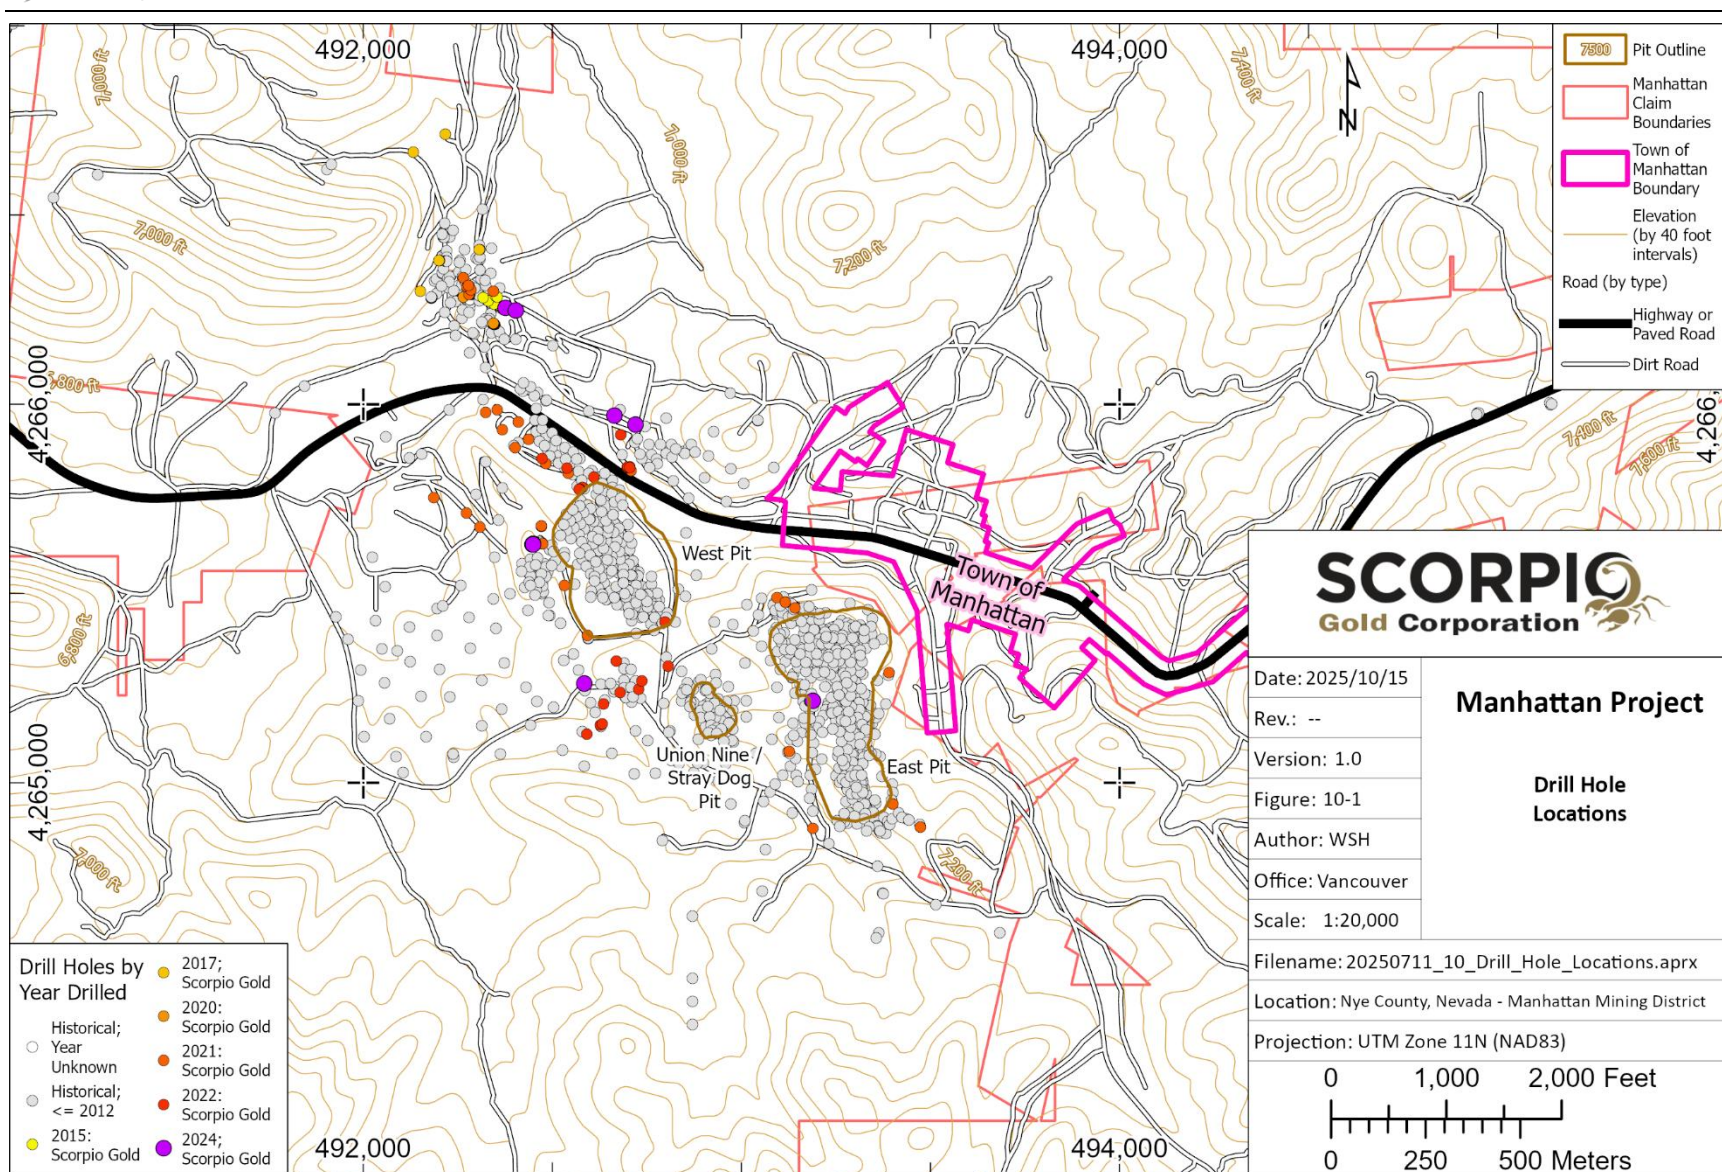 492,000
494,000
7,000 ft
7,400 ft
7,000 ft
7,000 ft
7,200 ft
7500
Pit Outline
Manhattan
Claim
Boundaries
Town of
Manhattan
Boundary
Elevation
(by 40 foot
intervals)
Road (by type)
Highway or
Paved Road
Dirt Road
N
4,266,000
6,800 ft
4,266,
7,400 ft
7,600 ft
West Pit
Town of
Manhattan
6,800 ft
Union Nine /
Stray Dog
Pit
East Pit
4,265,000
7,000 ft
7,200 ft
SCORPIO
Gold Corporation
Date: 2025/10/15
Rev.: --
Version: 1.0
Figure: 10-1
Author: WSH
Office: Vancouver
Scale: 1:20,000
Manhattan Project
Drill Hole
Locations
Filename: 20250711_10_Drill_Hole_Locations.aprx
Location: Nye County, Nevada - Manhattan Mining District
Projection: UTM Zone 11N (NAD83)
0 1,000 2,000 Feet
0 250 500 Meters
Drill Holes by
Year Drilled
Historical;
Year
Unknown
Historical;
<= 2012
2015:
Scorpio Gold
2017;
Scorpio Gold
2020:
Scorpio Gold
2021:
Scorpio Gold
2022:
Scorpio Gold
2024;
Scorpio Gold
492,000
494,000